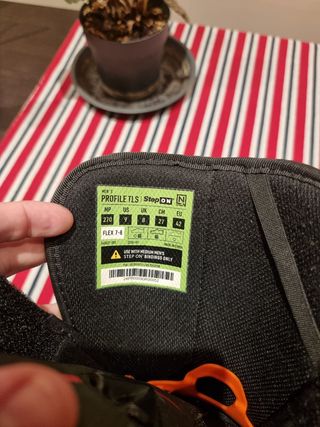 MEN'S
PROFILE TLS Step ON N
MP US UK CM EU
270 9 8 27 42
FLEX 7-8
USE WITH MEDIUM MEN'S
STEP ON BINDINGS ONLY